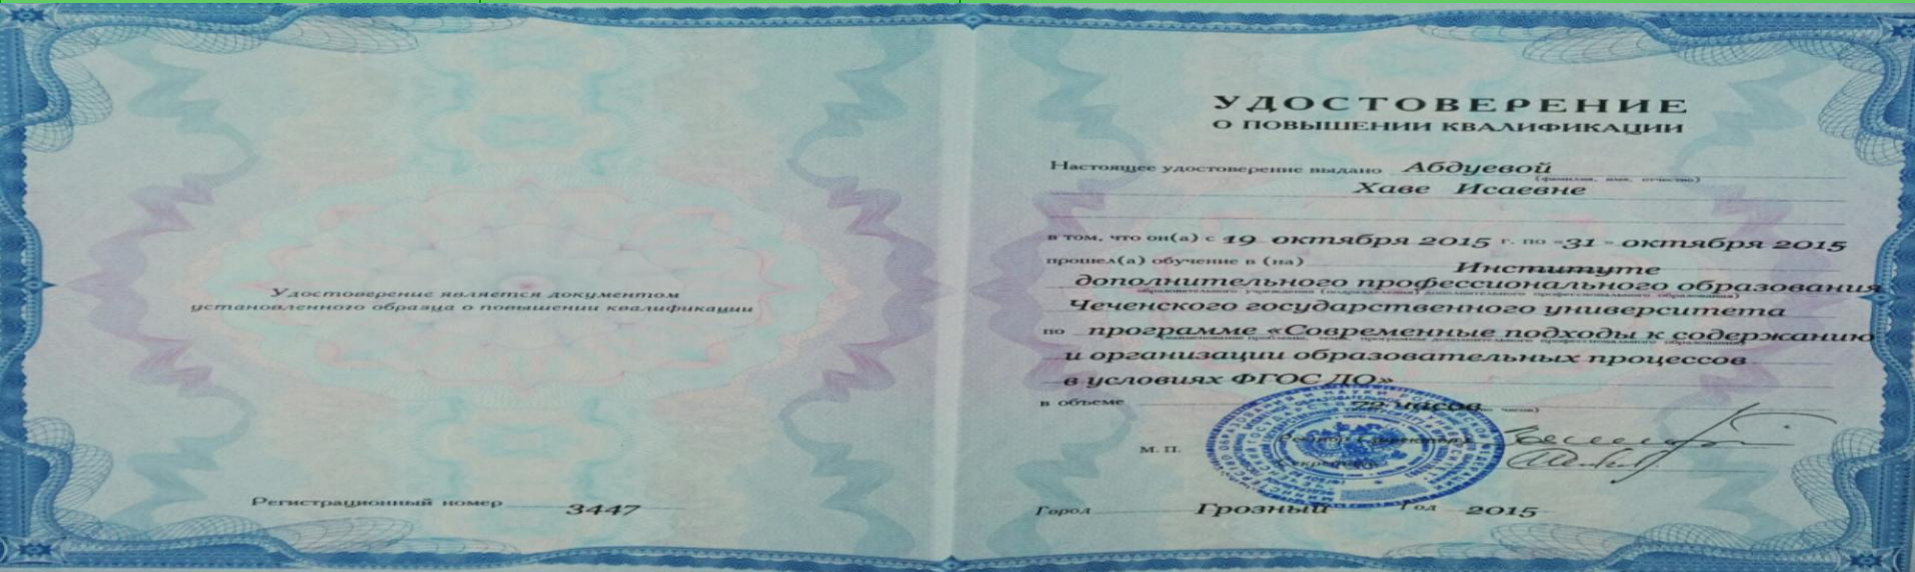 Удостоверение является документом
установленного образца о повышении квалификации
Регистрационный номер 3447
УДОСТОВЕРЕНИЕ
О ПОВЫШЕНИИ КВАЛИФИКАЦИИ
Настоящее удостоверение выдано Абдуевой
(фамилия, имя, отчество)
Хаве Исаевне
в том, что он(а) с 19 октября 2015 г. по «31» октября 2015
прошел(а) обучение в (на) Институте
дополнительного профессионального образования
Чеченского государственного университета
по программе «Современные подходы к содержанию
и организации образовательных процессов
в условиях ФГОС ДО»
в объеме 72 часов
М. П.
Город Грозный Год 2015